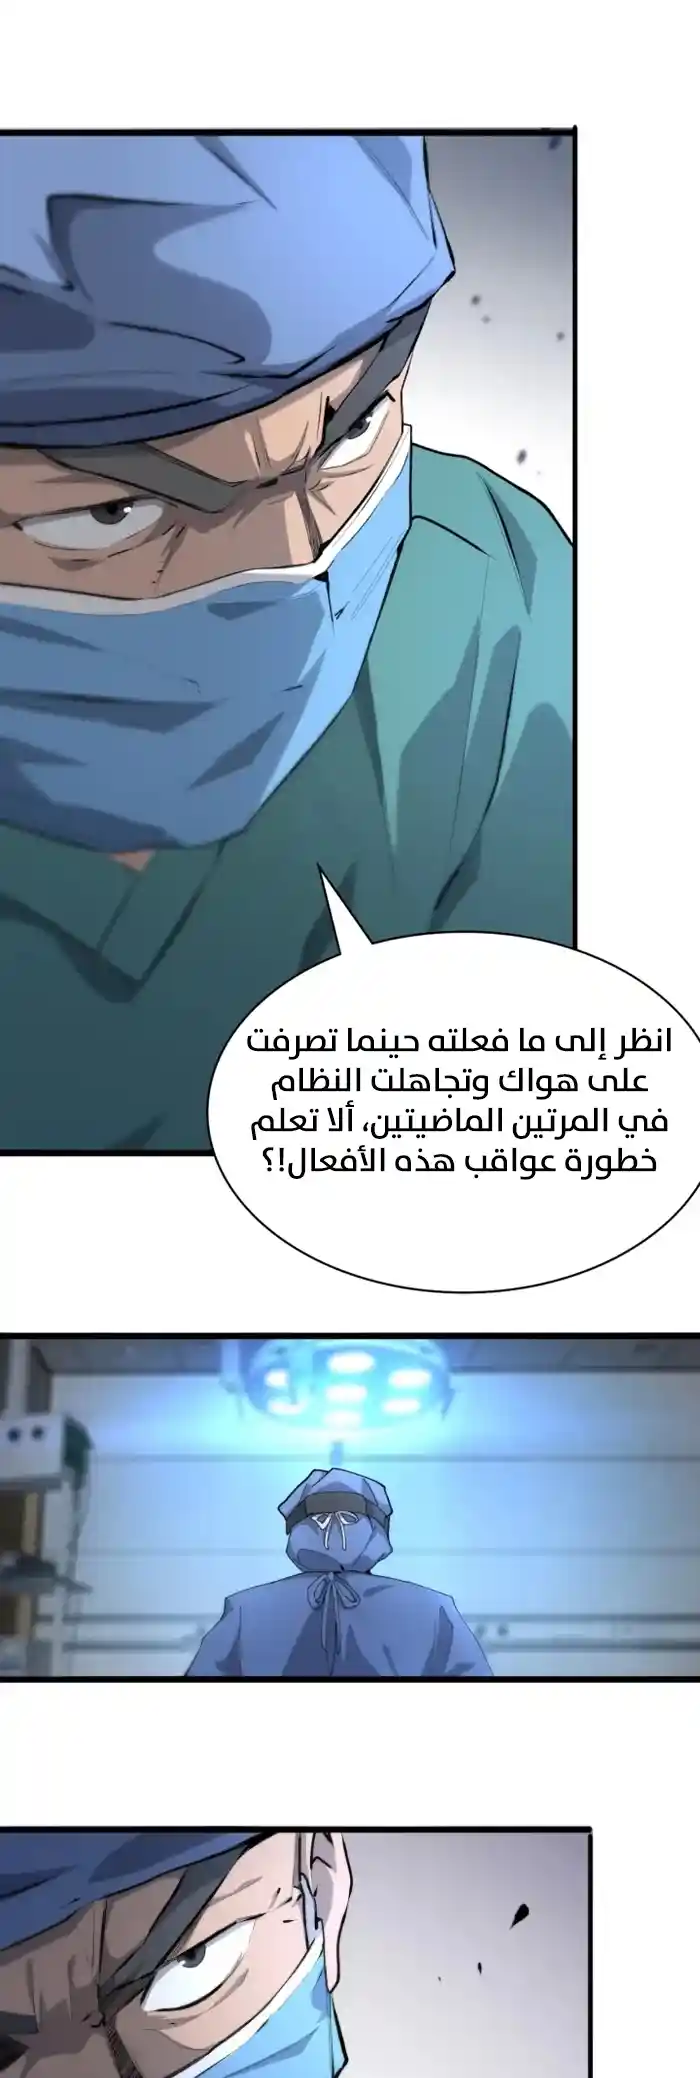 انظر إلى ما فعلته حينما تصرفت
على هواك وتجاهلت النظام
في المرتين الماضيتين، ألا تعلم
خطورة عواقب هذه الأفعال!؟